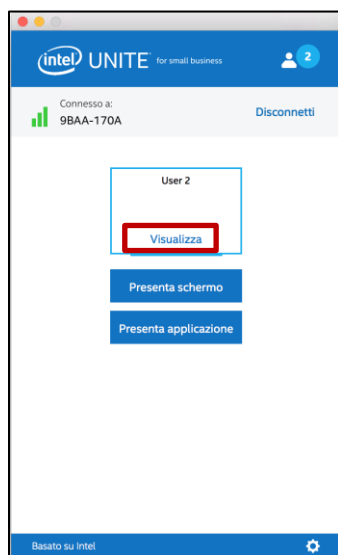 intel UNITE for small business
2
Connesso a:
9BAA-170A
Disconnetti
User 2
Visualizza
Presenta schermo
Presenta applicazione
Basato su Intel